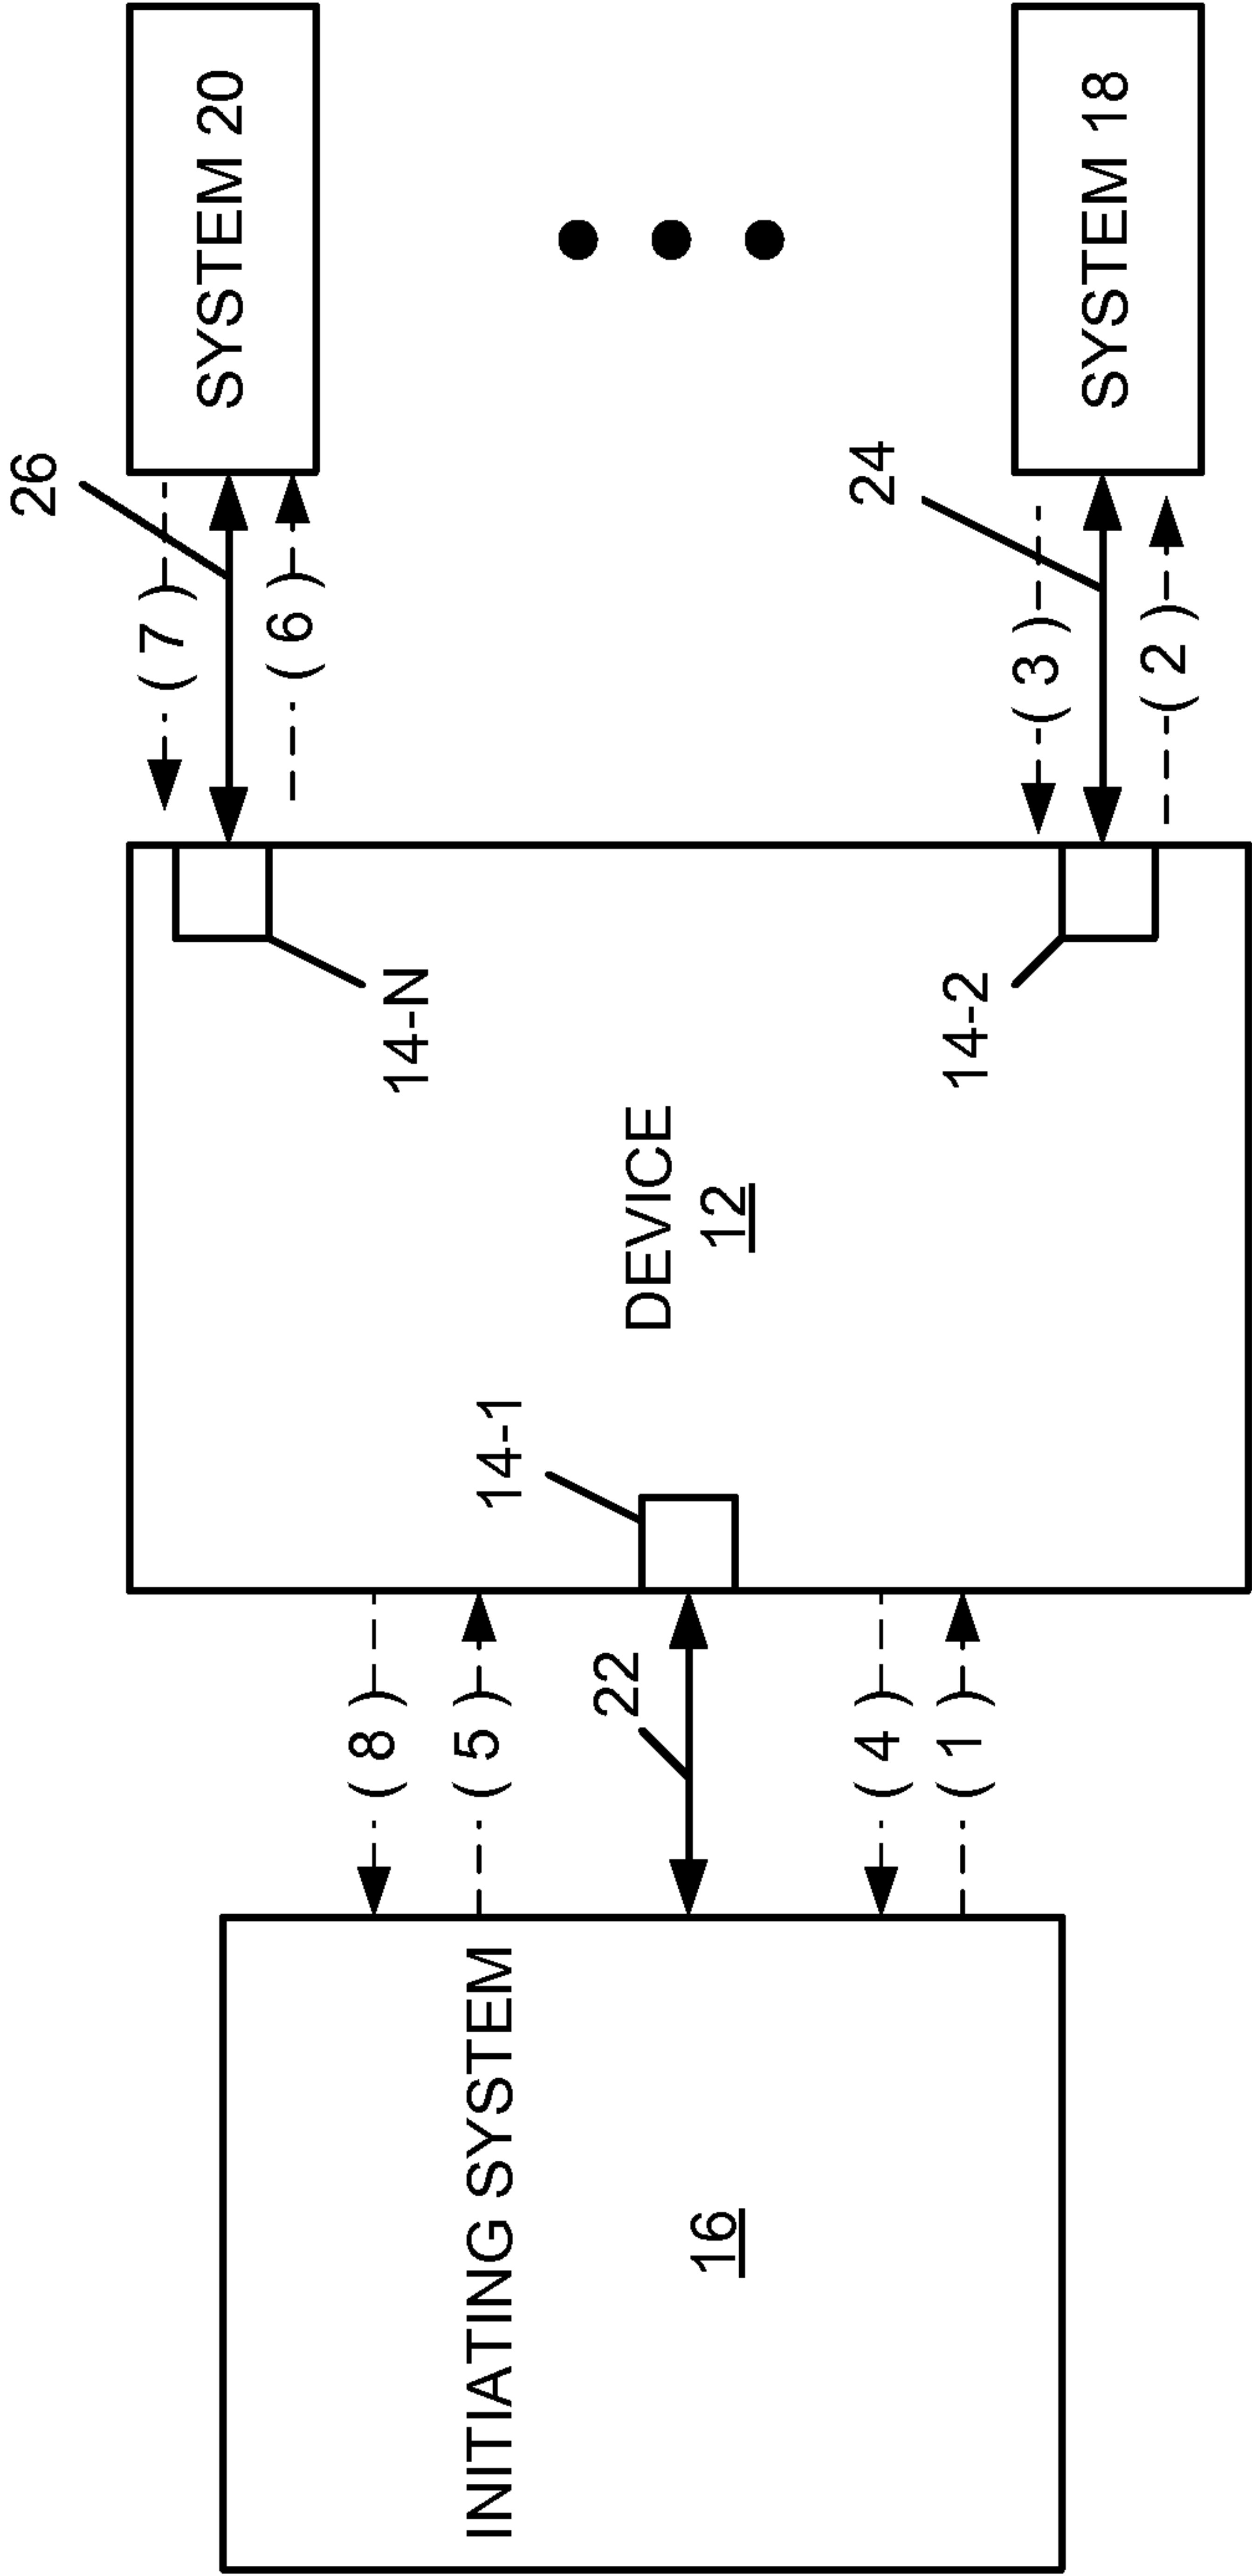 INITIATING SYSTEM
16
( 8 )
( 5 )
22
( 4 )
( 1 )
14-1
DEVICE
12
14-N
14-2
26
( 7 )
( 6 )
24
( 3 )
( 2 )
SYSTEM 20
SYSTEM 18